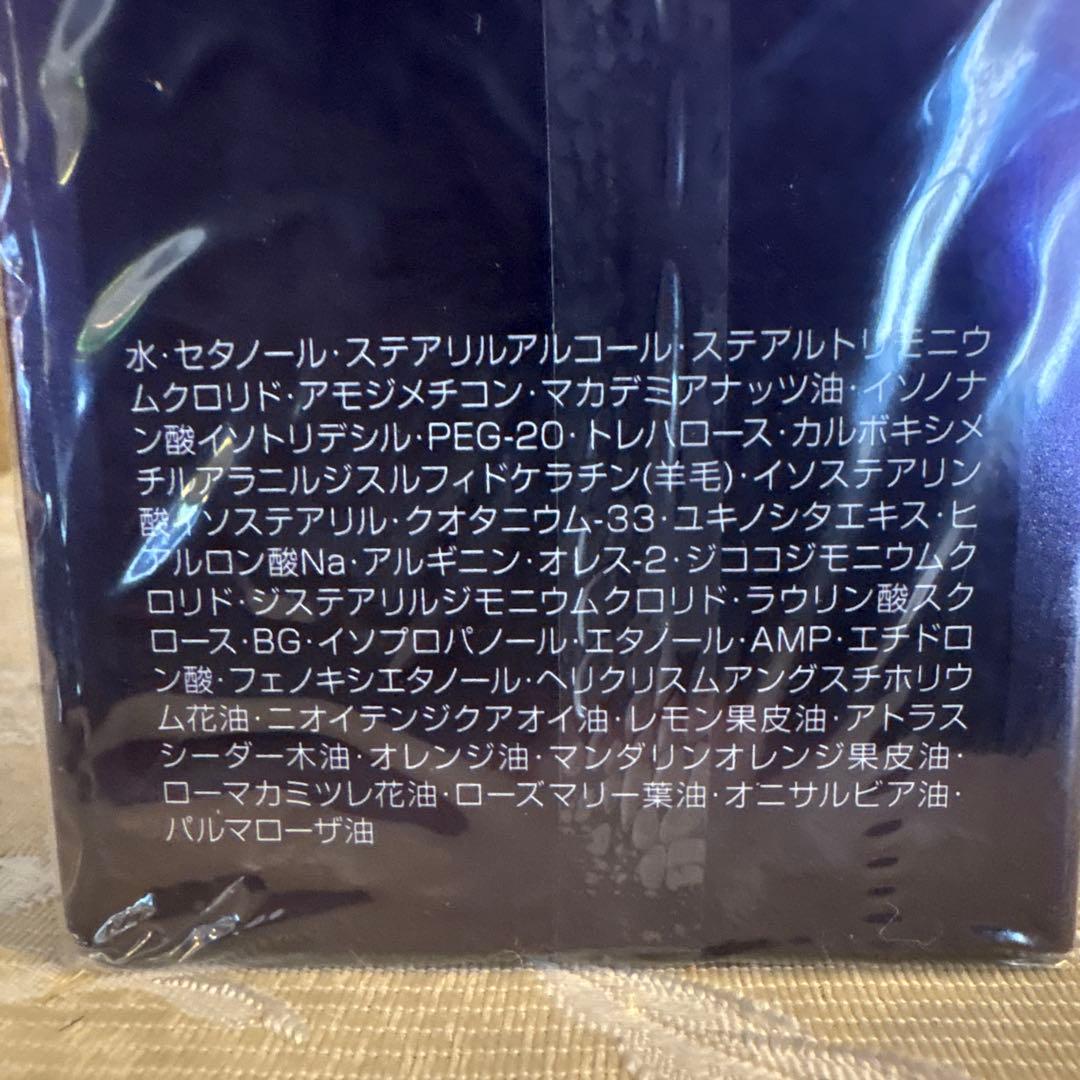 水・セタノール・ステアリルアルコール・ステアルトリモニウ
ムクロリド・アモジメチコン・マカデミアナッツ油・イソノナ
ン酸イソトリデシル・PEG-20・トレハロース・カルボキシメ
チルアラニルジスルフィドケラチン(羊毛)・イソステアリン
酸イソステアリル・クオタニウム-33・ユキノシタエキス・ヒ
アルロン酸Na・アルギニン・オレス-2・ジココジモニウムク
ロリド・ジステアリルジモニウムクロリド・ラウリン酸スク
ロース・BG・イソプロパノール・エタノール・AMP・エチドロ
ン酸・フェノキシエタノール・ヘリクリスムアングスチホリウ
ム花油・ニオイテンジクアオイ油・レモン果皮油・アトラス
シーダー木油・オレンジ油・マンダリンオレンジ果皮油・
ローマカミツレ花油・ローズマリー葉油・オニサルビア油・
パルマローザ油